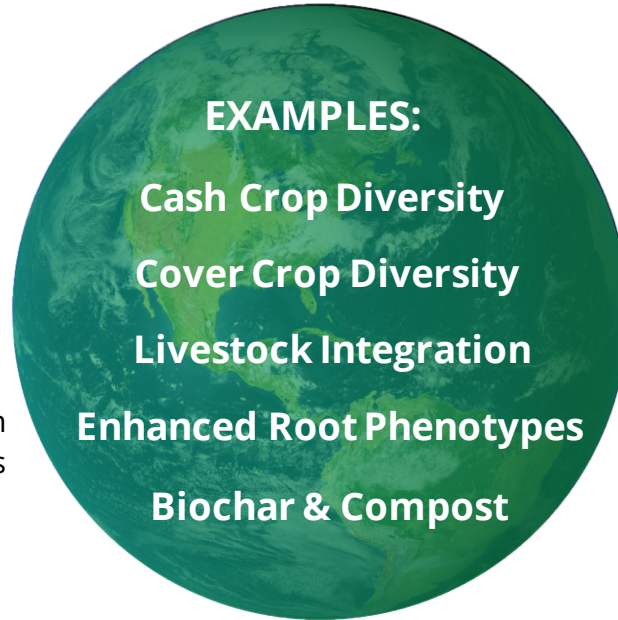 EXAMPLES:
Cash Crop Diversity
Cover Crop Diversity
Livestock Integration
Enhanced Root Phenotypes
Biochar & Compost